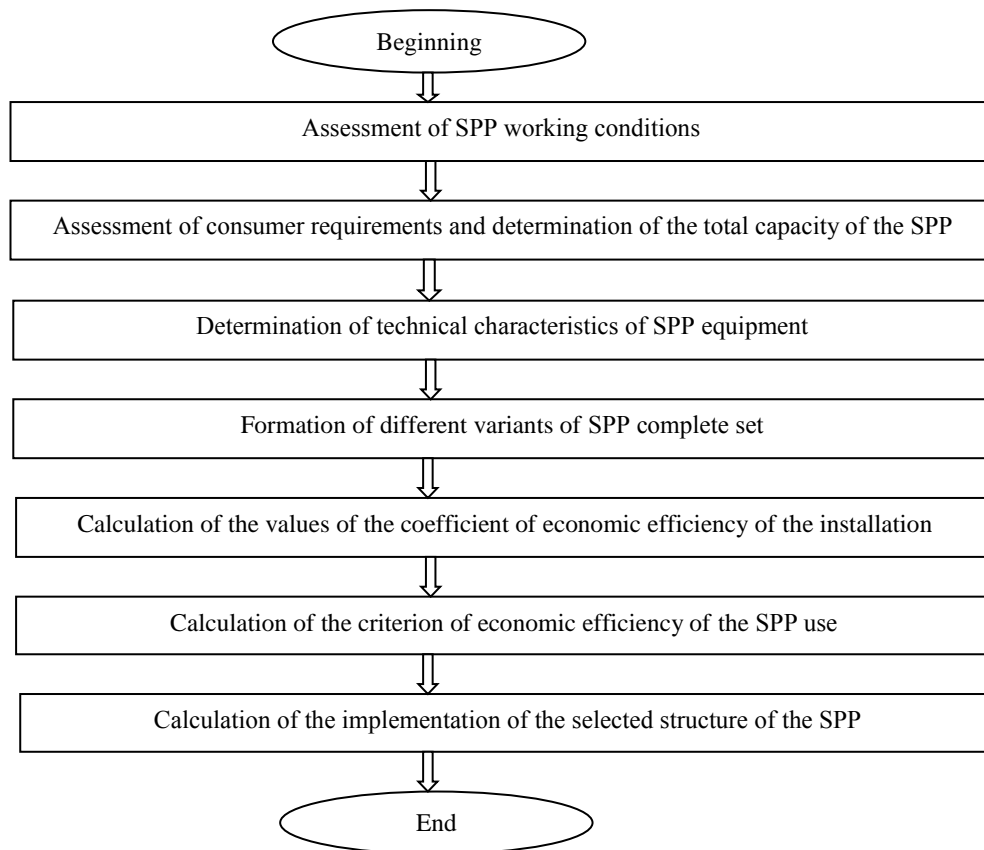 Beginning
Assessment of SPP working conditions
Assessment of consumer requirements and determination of the total capacity of the SPP
Determination of technical characteristics of SPP equipment
Formation of different variants of SPP complete set
Calculation of the values of the coefficient of economic efficiency of the installation
Calculation of the criterion of economic efficiency of the SPP use
Calculation of the implementation of the selected structure of the SPP
End